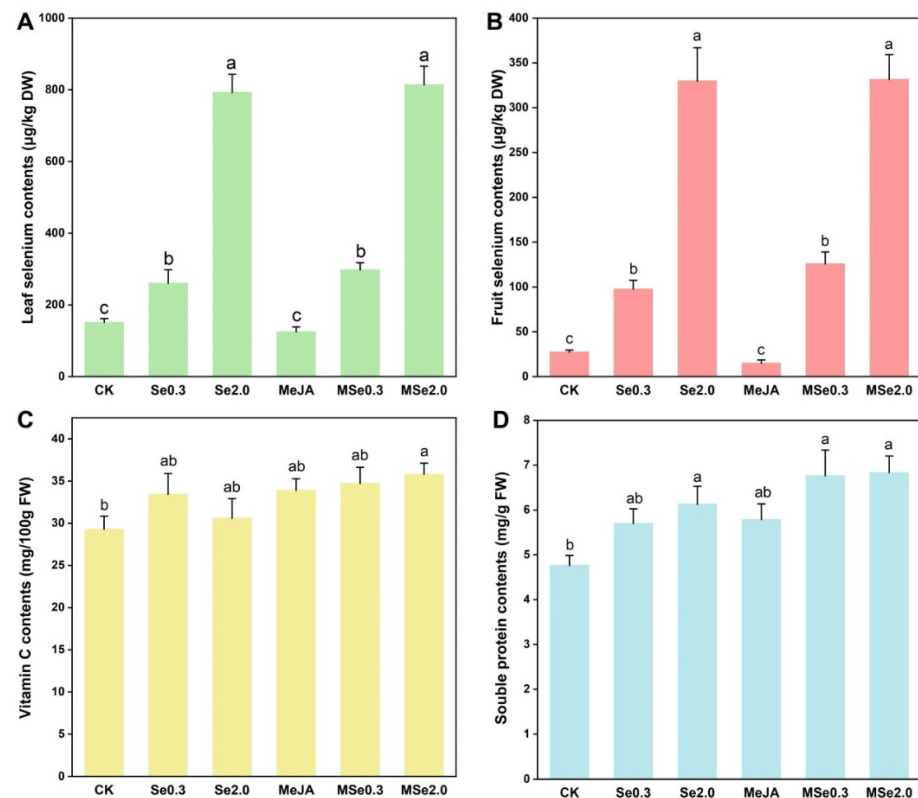 A
Leaf selenium contents (μg/kg DW)
1000
800
600
400
200
0
c
b
a
c
b
a
CK Se0.3 Se2.0 MeJA MSe0.3 MSe2.0
B
Fruit selenium contents (μg/kg DW)
400
350
300
250
200
150
100
50
0
c
b
a
c
b
a
CK Se0.3 Se2.0 MeJA MSe0.3 MSe2.0
C
Vitamin C contents (mg/100g FW)
40
35
30
25
20
15
10
5
0
b
ab
ab
ab
ab
a
CK Se0.3 Se2.0 MeJA MSe0.3 MSe2.0
D
Souble protein contents (mg/g FW)
8
7
6
5
4
3
2
1
0
b
ab
a
ab
a
a
CK Se0.3 Se2.0 MeJA MSe0.3 MSe2.0